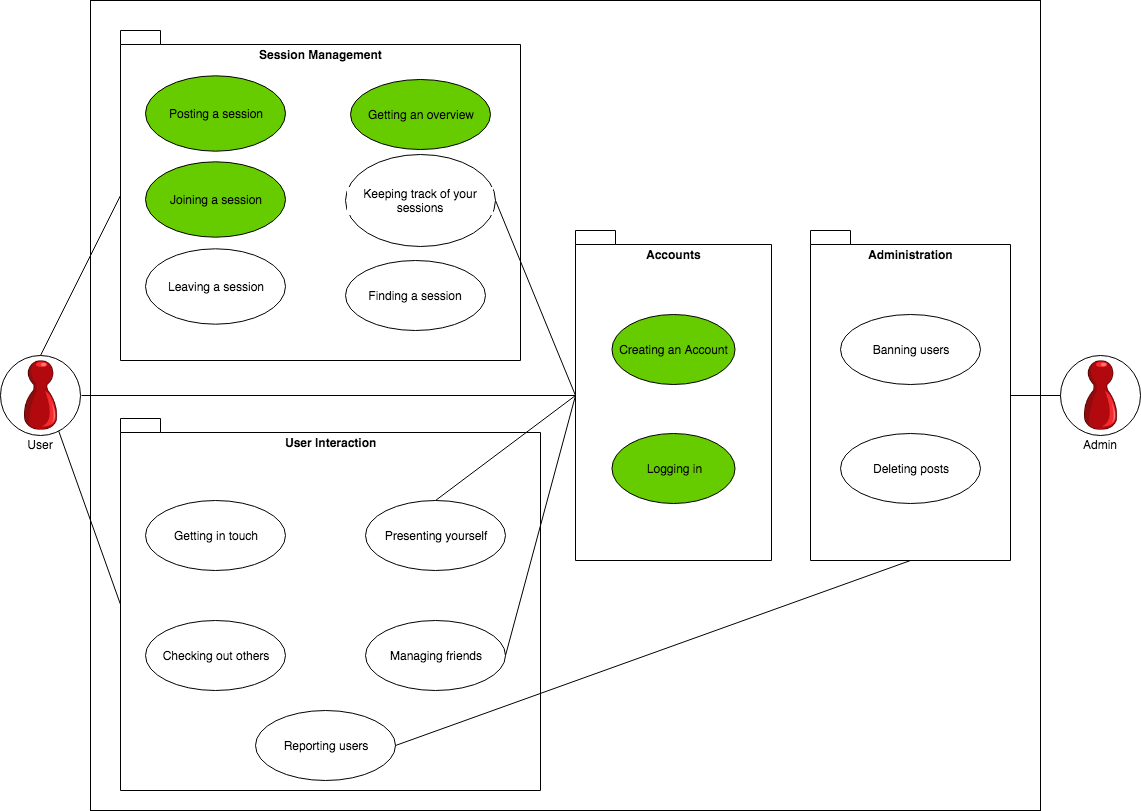 Session Management
Posting a session
Getting an overview
Joining a session
Keeping track of your
sessions
Leaving a session
Finding a session
Accounts
Creating an Account
Logging in
Administration
Banning users
Deleting posts
User
Admin
User Interaction
Getting in touch
Presenting yourself
Checking out others
Managing friends
Reporting users